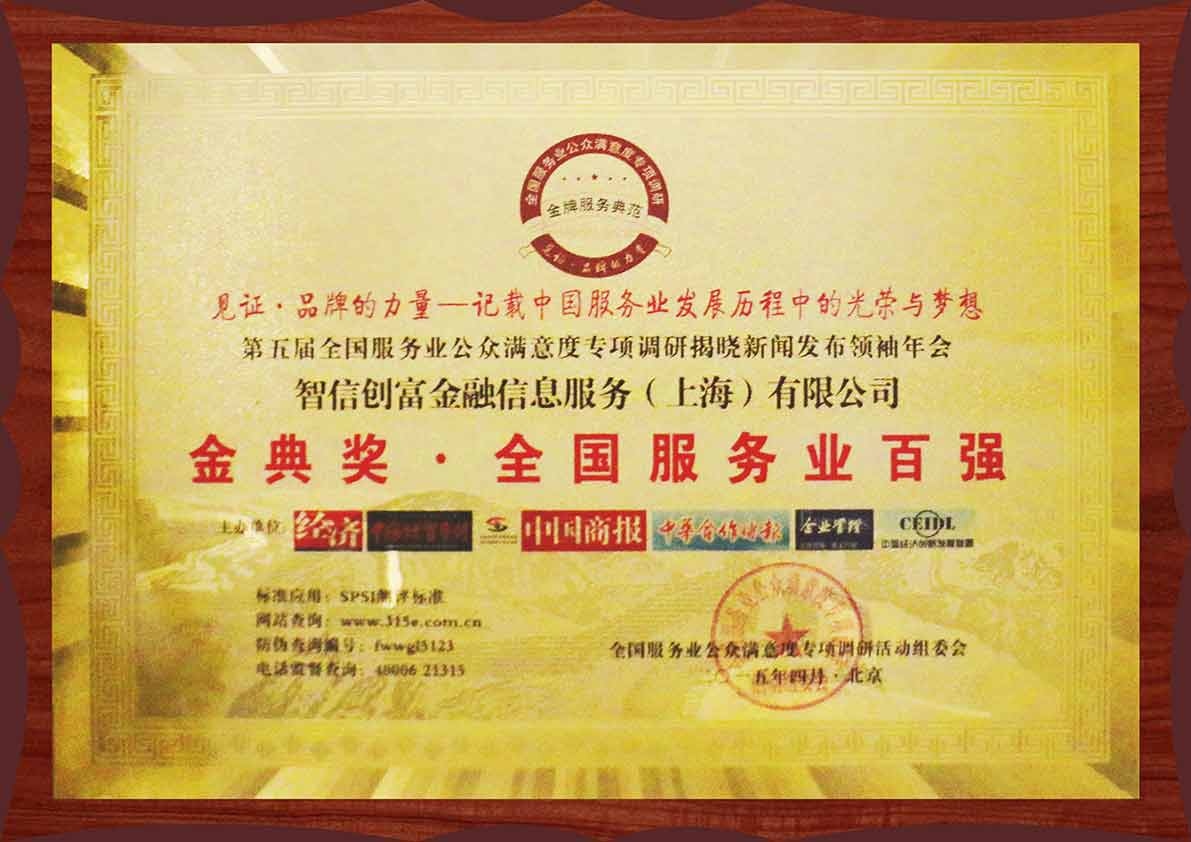 全国服务业公众满意度专项调研
金牌服务典范
见证·品牌的力量
见证·品牌的力量—记载中国服务业发展历程中的光荣与梦想
第五届全国服务业公众满意度专项调研揭晓新闻发布领袖年会
智信创富金融信息服务（上海）有限公司
金典奖·全国服务业百强
主办单位: 经济 中国商报 中华合作时报 企业管理 CEIDL
中国经济创新发展联盟
标准应用：SPSI测评标准
网站查询：www.315e.com.cn
防伪查询编号：fwwgl5123
电话监督查询：40006 21315
全国服务业公众满意度专项调研活动组委会
二〇一五年四月·北京